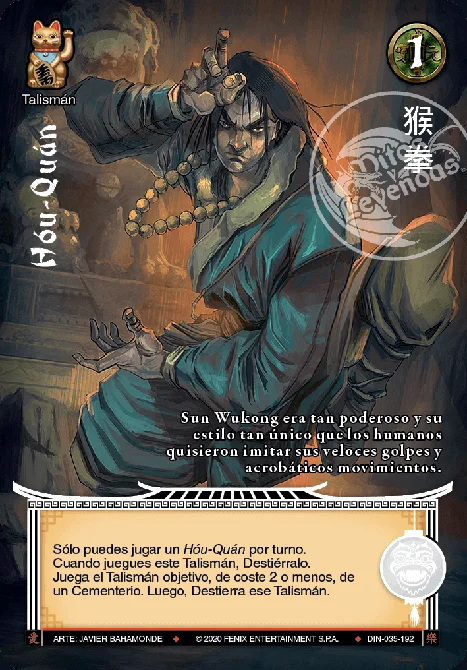 Talismán
1
Hóu-Quán
猴拳
Mitos y Leyendas
Sun Wukong era tan poderoso y su
estilo tan único que los humanos
quisieron imitar sus veloces golpes y
acrobáticos movimientos.
Sólo puedes jugar un Hóu-Quán por turno.
Cuando juegues este Talismán, Destiérralo.
Juega el Talismán objetivo, de coste 2 o menos, de
un Cementerio. Luego, Destierra ese Talismán.
ARTE: JAVIER BAHAMONDE ♦ © 2020 FENIX ENTERTAINMENT S.P.A. ♦ DIN-035-192